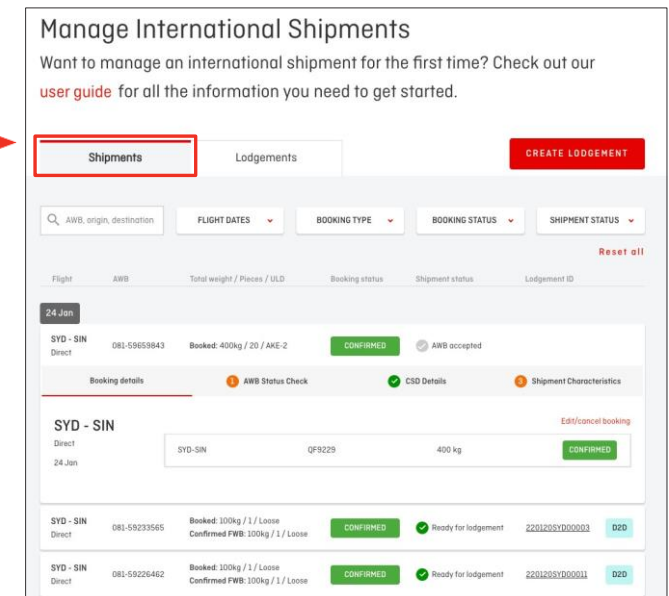 Manage International Shipments
Want to manage an international shipment for the first time? Check out our
user guide for all the information you need to get started.
Shipments Lodgements CREATE LODGEMENT
AWB, origin, destination FLIGHT DATES BOOKING TYPE BOOKING STATUS SHIPMENT STATUS
Reset all
Flight AWB Total weight / Pieces / ULD Booking status Shipment status Lodgement ID
24 Jan
SYD - SIN 081-59659843 Booked: 400kg / 20 / AKE-2 CONFIRMED AWB accepted
Direct
Booking details 1 AWB Status Check CSD Details 3 Shipment Characteristics
SYD - SIN Edit/cancel booking
Direct SYD-SIN QF9229 400 kg CONFIRMED
24 Jan
SYD - SIN 081-59233565 Booked: 100kg / 1 / Loose CONFIRMED Ready for lodgement 220120SYD00003 D2D
Direct Confirmed FWB: 100kg / 1 / Loose
SYD - SIN 081-59226462 Booked: 100kg / 1 / Loose CONFIRMED Ready for lodgement 220120SYD00011 D2D
Direct Confirmed FWB: 100kg / 1 / Loose